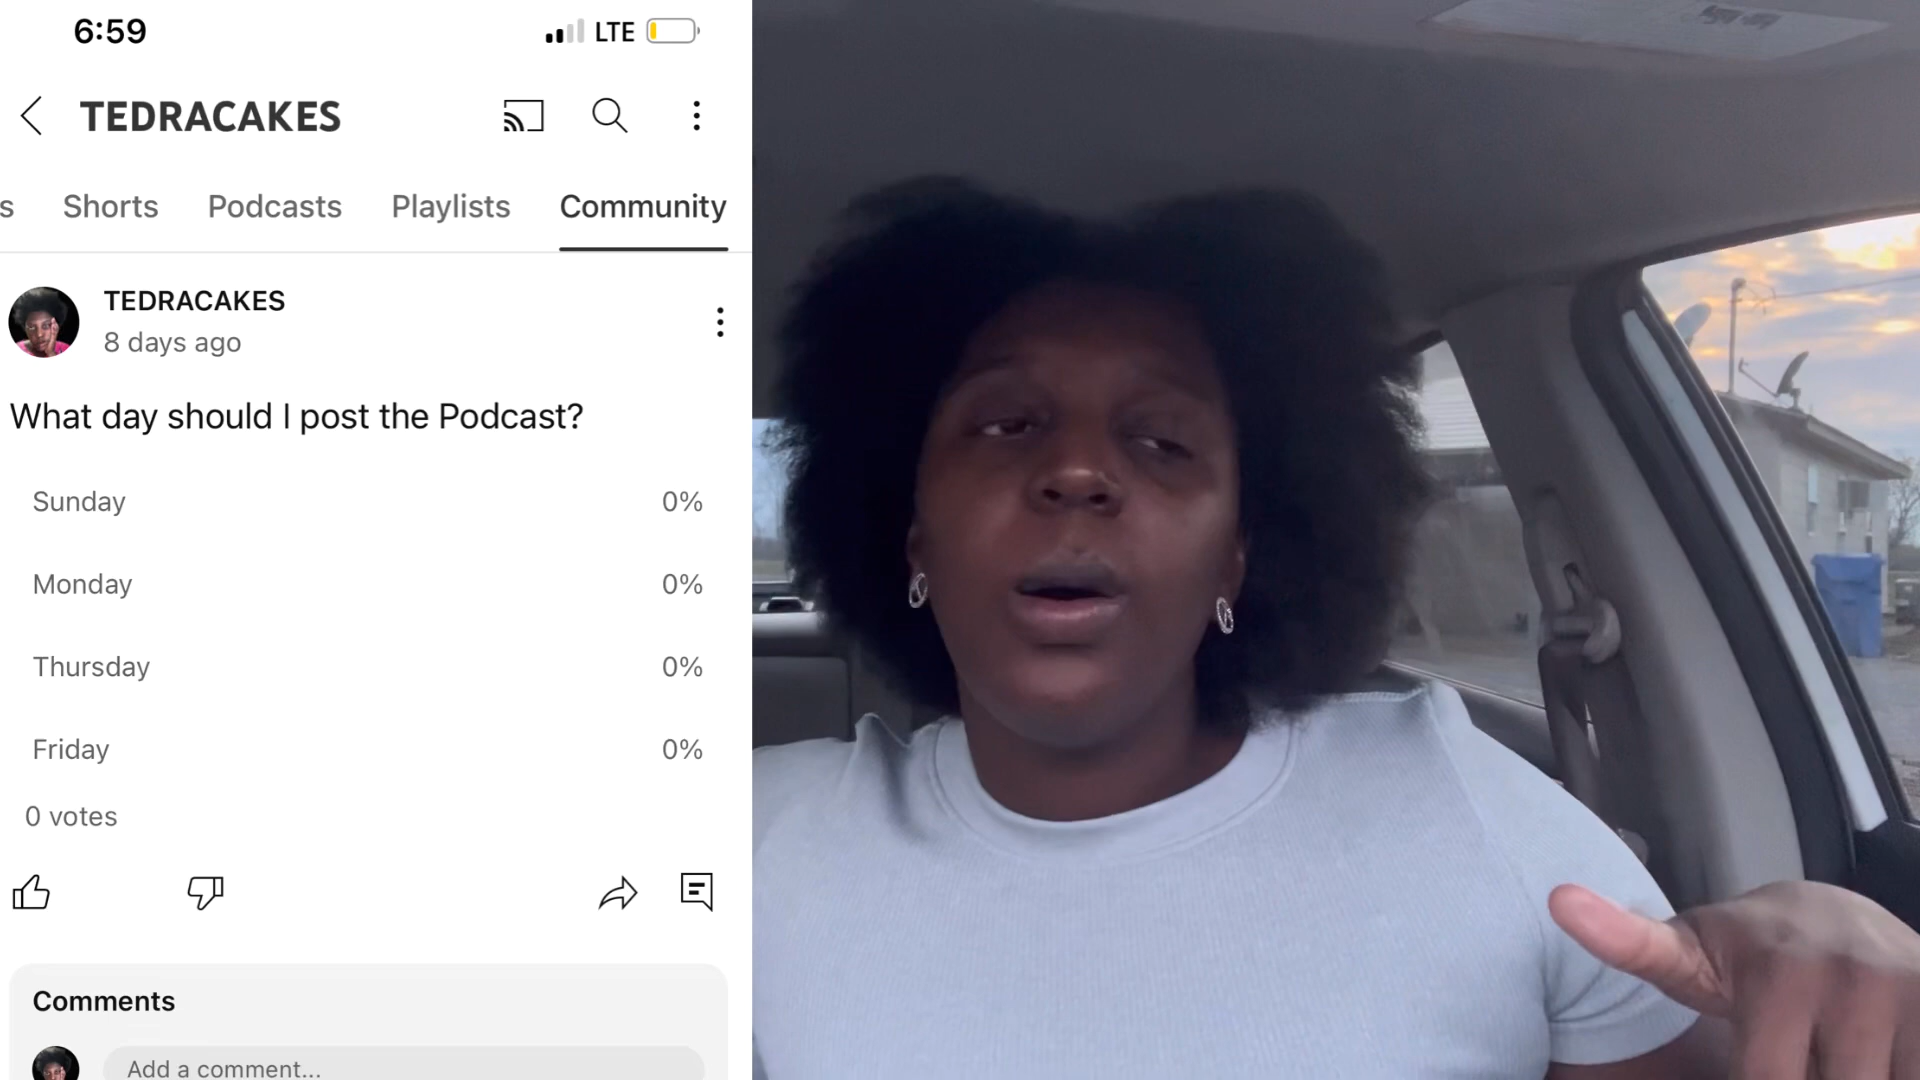 6:59
LTE
TEDRACAKES
s Shorts Podcasts Playlists Community
TEDRACAKES
8 days ago
What day should I post the Podcast?
Sunday 0%
Monday 0%
Thursday 0%
Friday 0%
0 votes
Comments
Add a comment...